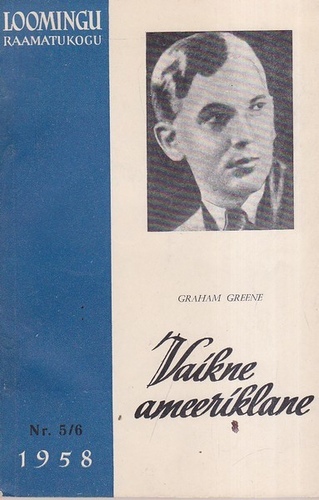 LOOMINGU
RAAMATUKOGU
GRAHAM GREENE
Vaikne
ameeriklane
Nr. 5/6
1958